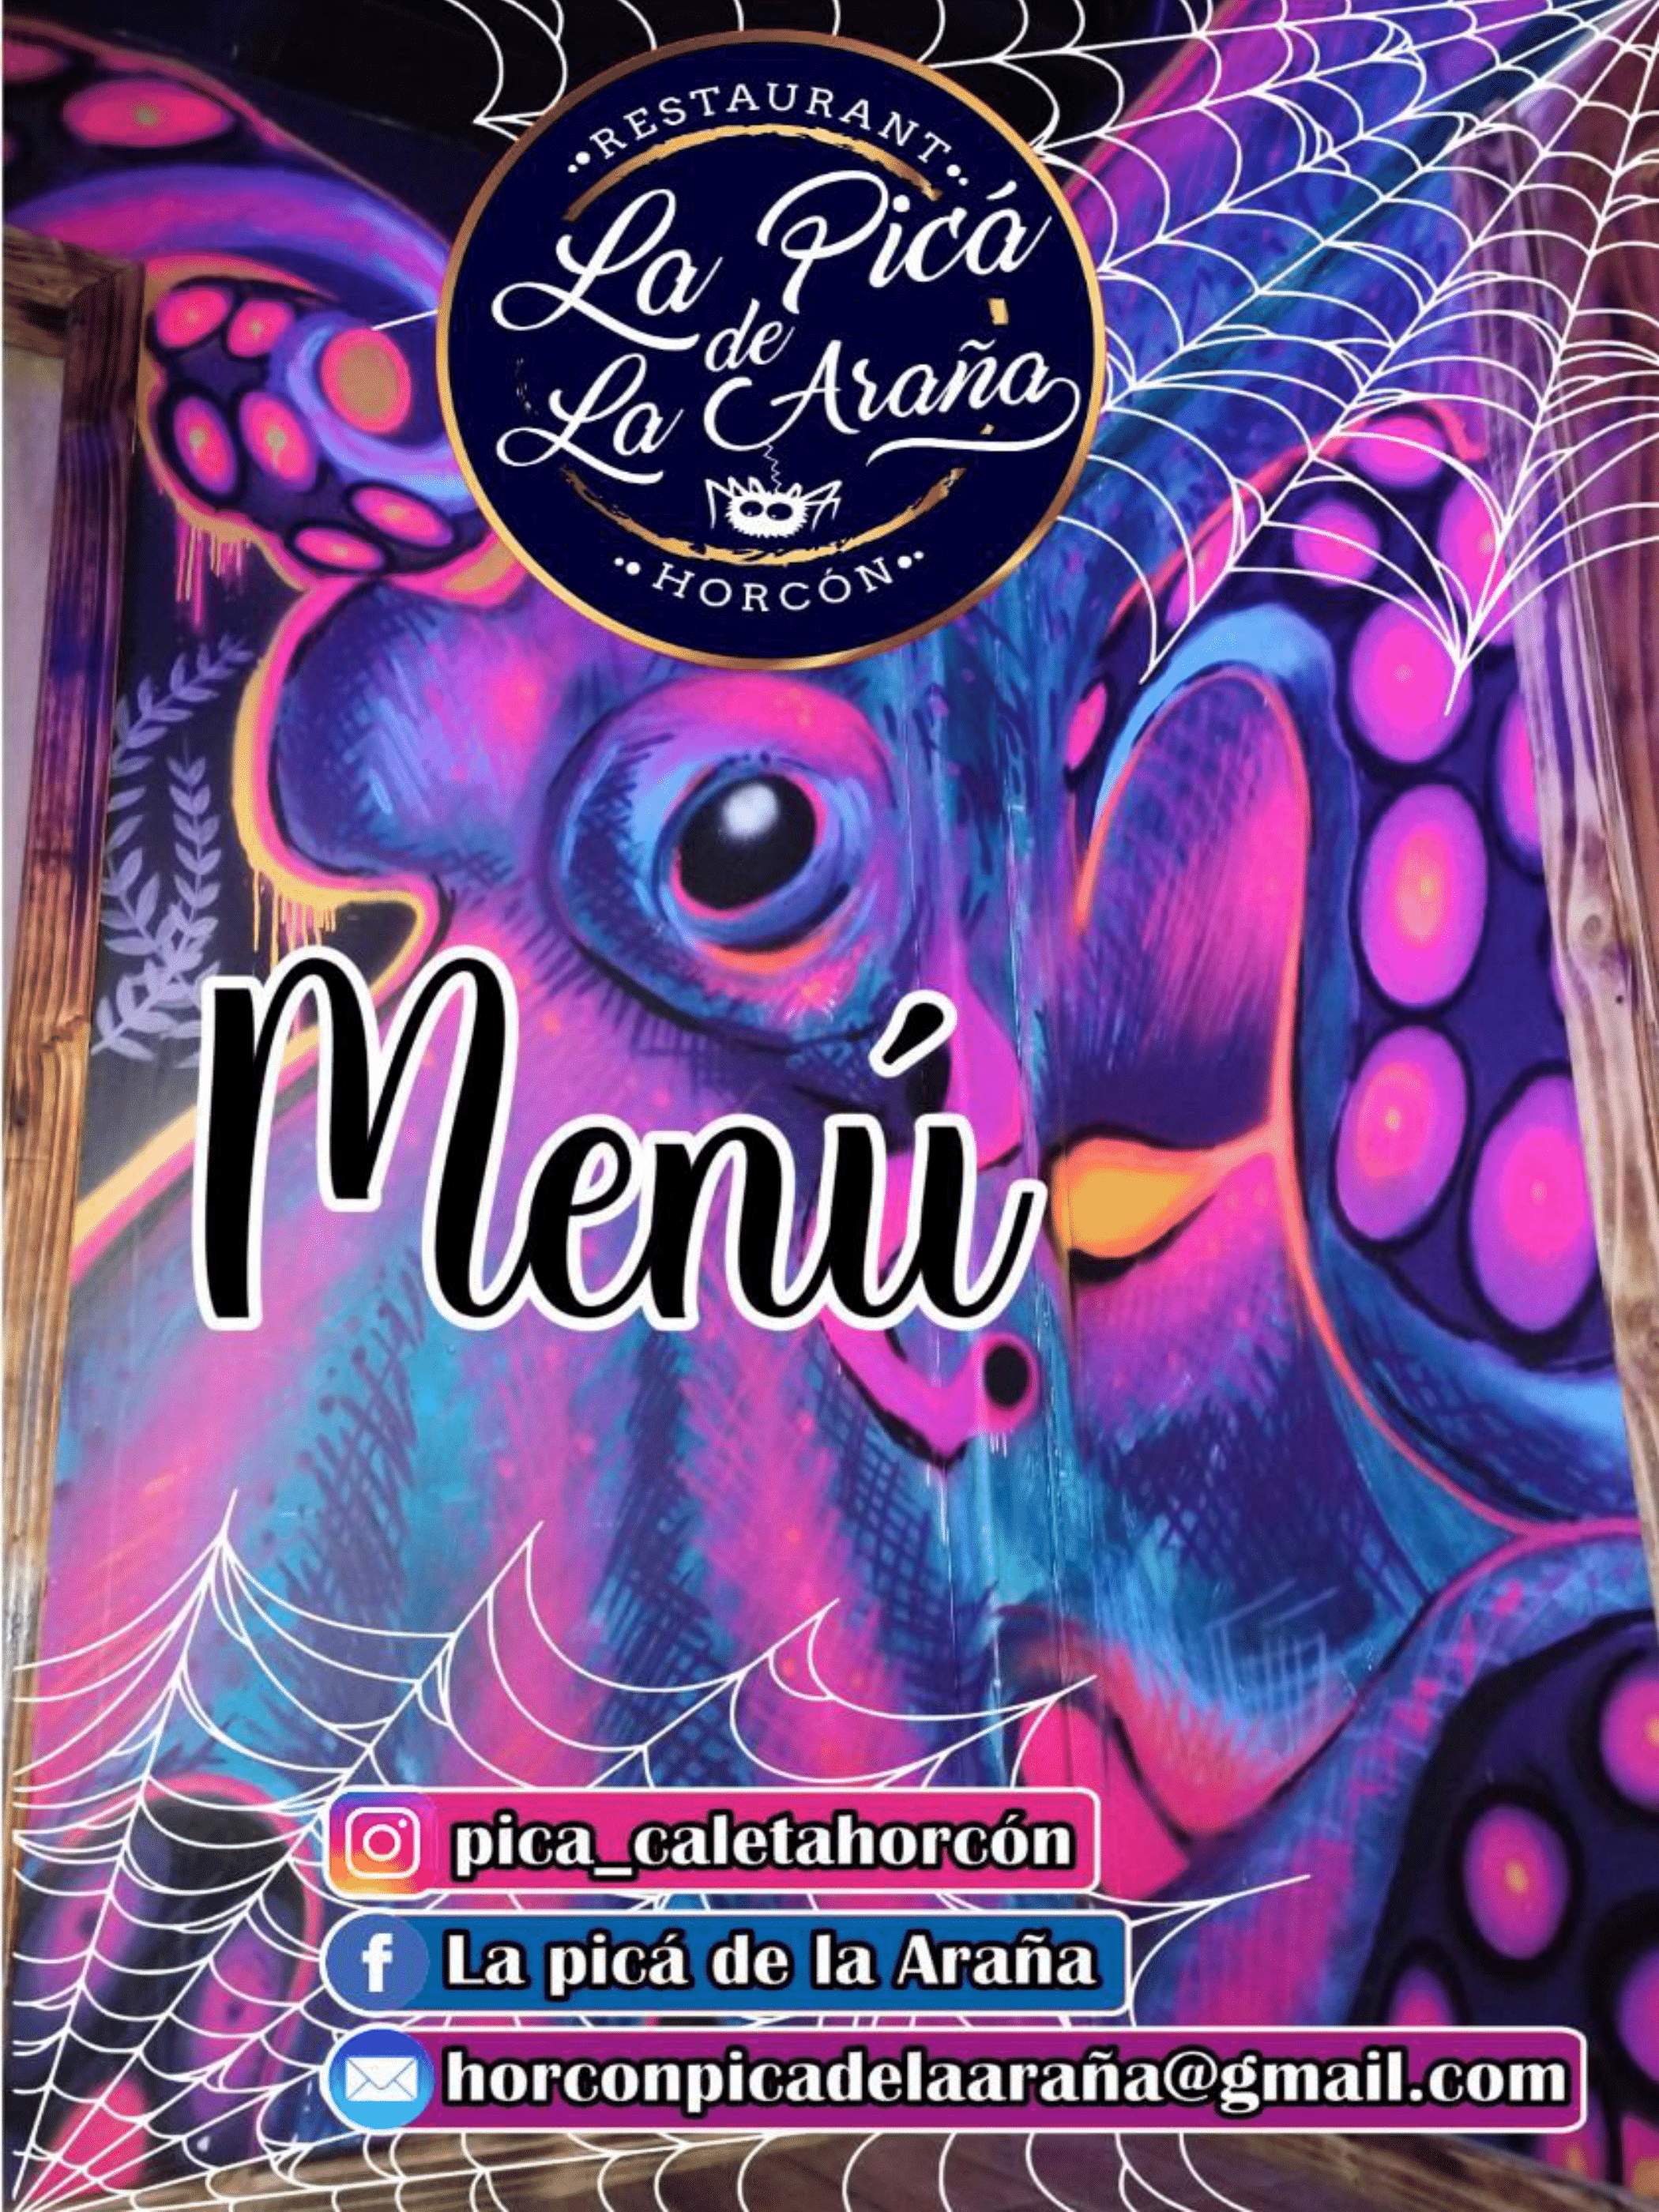 RESTAURANT
La Picá
de
La Araña
HORCÓN
Menú
pica_caletahorcón
La picá de la Araña
horconpicadelaaraña@gmail.com